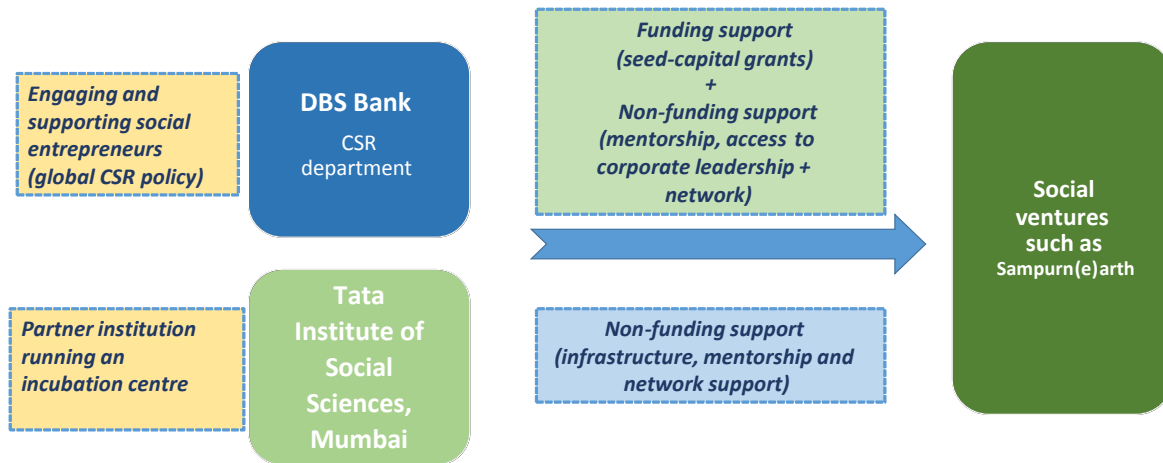 Engaging and
supporting social
entrepreneurs
(global CSR policy)
DBS Bank
CSR
department
Funding support
(seed-capital grants)
+
Non-funding support
(mentorship, access to
corporate leadership +
network)
Social
ventures
such as
Sampurn(e)arth
Partner institution
running an
incubation centre
Tata
Institute of
Social
Sciences,
Mumbai
Non-funding support
(infrastructure, mentorship and
network support)